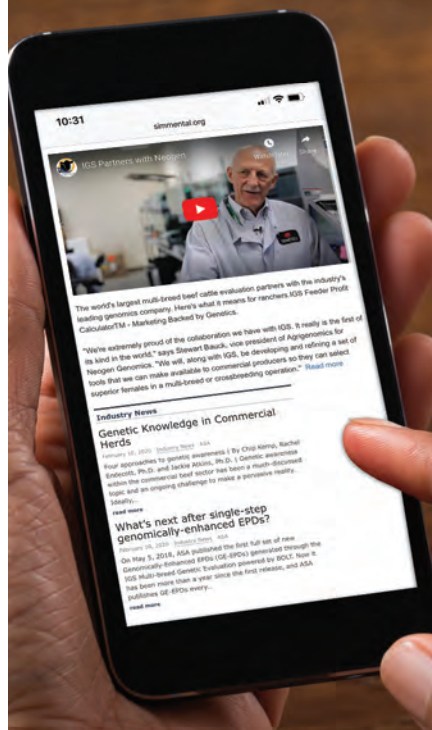 10:31
simmental.org
IGS Partners with Neogen
Watch later
Share
The world's largest multi-breed beef cattle evaluation partners with the industry's
leading genomics company. Here's what it means for ranchers.IGS Feeder Profit
CalculatorTM - Marketing Backed by Genetics.
"We're extremely proud of the collaboration we have with IGS. It really is the first of
its kind in the world," says Stewart Bauck, vice president of Agrigenomics for
Neogen Genomics. "We will, along with IGS, be developing and refining a set of
tools that we can make available to commercial producers so they can select
superior females in a multi-breed or crossbreeding operation." Read more
Industry News
Genetic Knowledge in Commercial
Herds
February 18, 2020 Industry News ASA
Four approaches to genetic awareness | By Chip Kemp, Rachel
Endecott, Ph.D. and Jackie Atkins, Ph.D. | Genetic awareness
within the commercial beef sector has been a much-discussed
topic and an ongoing challenge to make a pervasive reality.
Ideally,...
read more
What's next after single-step
genomically-enhanced EPDs?
February 2020 Industry News ASA
On May 5, 2018, ASA published the first full set of new
Genomically-Enhanced EPDs (GE-EPDs) generated through the
IGS Multi-breed Genetic Evaluation powered by BOLT. Now it
has been more than a year since the first release, and ASA
publishes GE-EPDs every...
read more